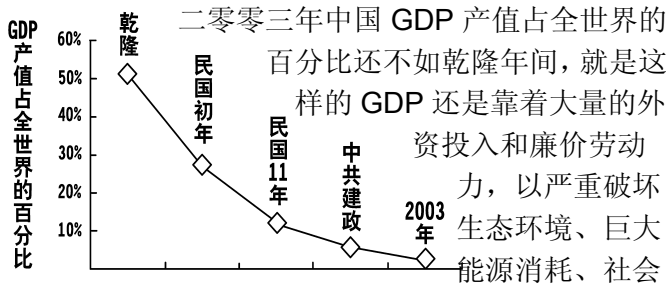 GDP产值占全世界的百分比
60%
50%
40%
30%
20%
10%
乾隆
民国初年
民国11年
中共建政
2003年
二零零三年中国 GDP 产值占全世界的
百分比还不如乾隆年间，就是这
样的 GDP 还是靠着大量的外
资投入和廉价劳动
力，以严重破坏
生态环境、巨大
能源消耗、社会